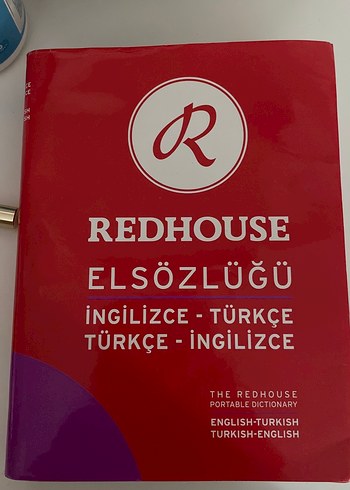 R
REDHOUSE
ELSÖZLÜĞÜ
İNGİLİZCE - TÜRKÇE
TÜRKÇE - İNGİLİZCE
THE REDHOUSE
PORTABLE DICTIONARY
ENGLISH-TURKISH
TURKISH-ENGLISH